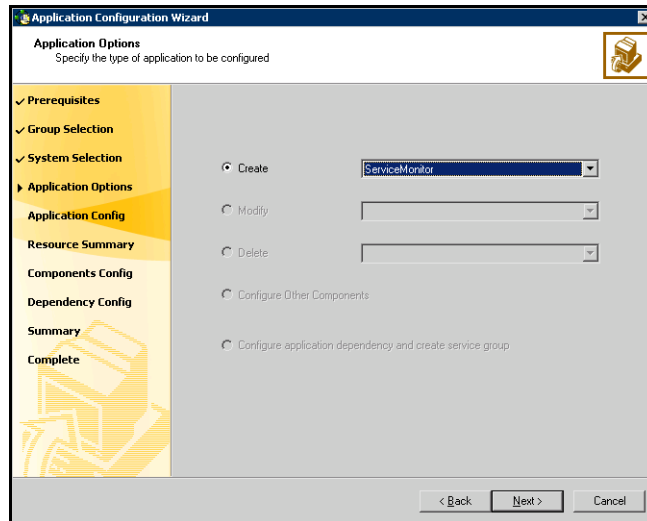 Application Configuration Wizard
Application Options
Specify the type of application to be configured
Prerequisites
Group Selection
System Selection
Application Options
Application Config
Resource Summary
Components Config
Dependency Config
Summary
Complete
Create
ServiceMonitor
Modify
Delete
Configure Other Components
Configure application dependency and create service group
< Back
Next >
Cancel